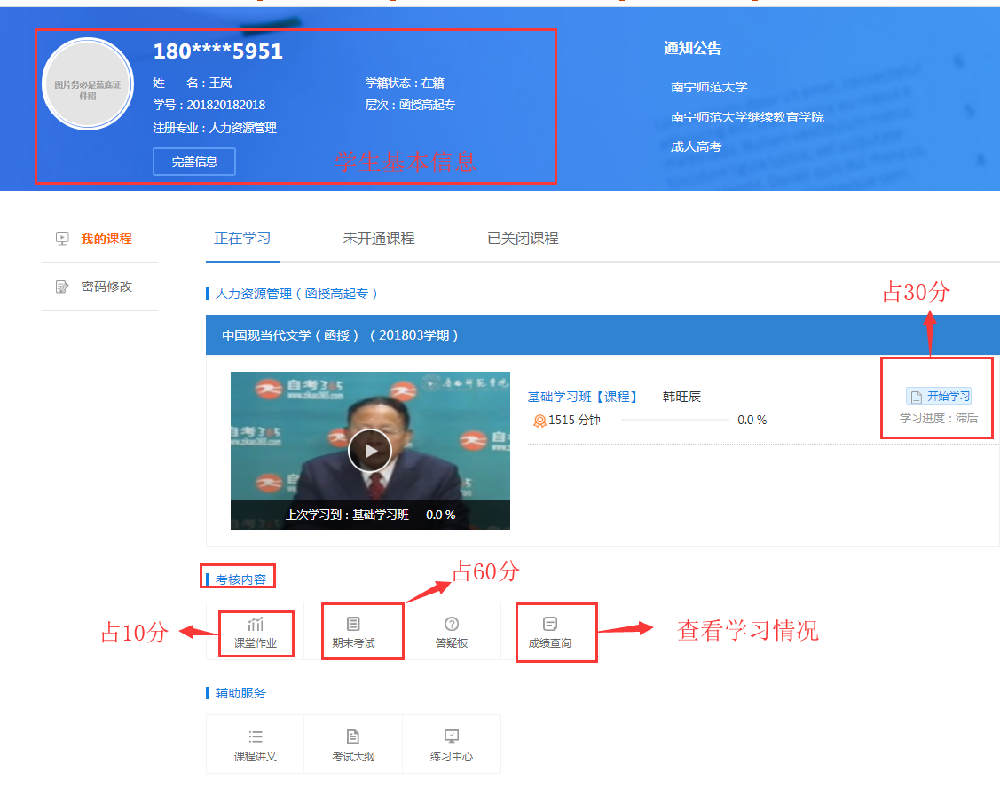 180****5951
图片务必是蓝底证
件照
姓 名：王岚
学籍状态：在籍
学号：201820182018
层次：函授高起专
注册专业：人力资源管理
完善信息
学生基本信息
通知公告
南宁师范大学
南宁师范大学继续教育学院
成人高考
我的课程
密码修改
正在学习
未开通课程
已关闭课程
人力资源管理（函授高起专）
占30分
中国现当代文学（函授）（201803学期）
自考365
www.zikao365.com
基础学习班【课程】
韩旺辰
1515 分钟
0.0 %
开始学习
学习进度：滞后
上次学习到：基础学习班 0.0 %
考核内容
占60分
占10分
课堂作业
期末考试
答疑板
成绩查询
查看学习情况
辅助服务
课程讲义
考试大纲
练习中心